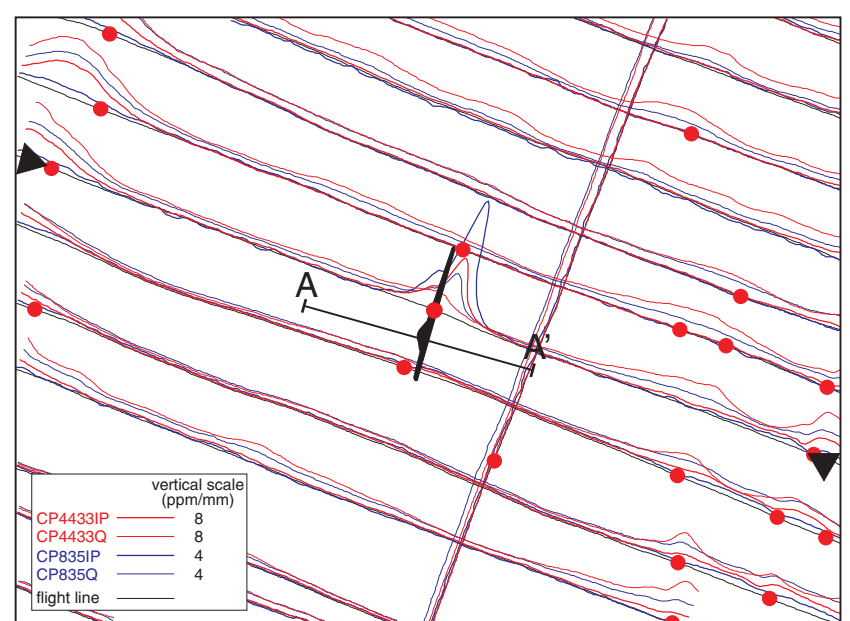 A
A'
vertical scale
(ppm/mm)
CP4433IP 8
CP4433Q 8
CP835IP 4
CP835Q 4
flight line